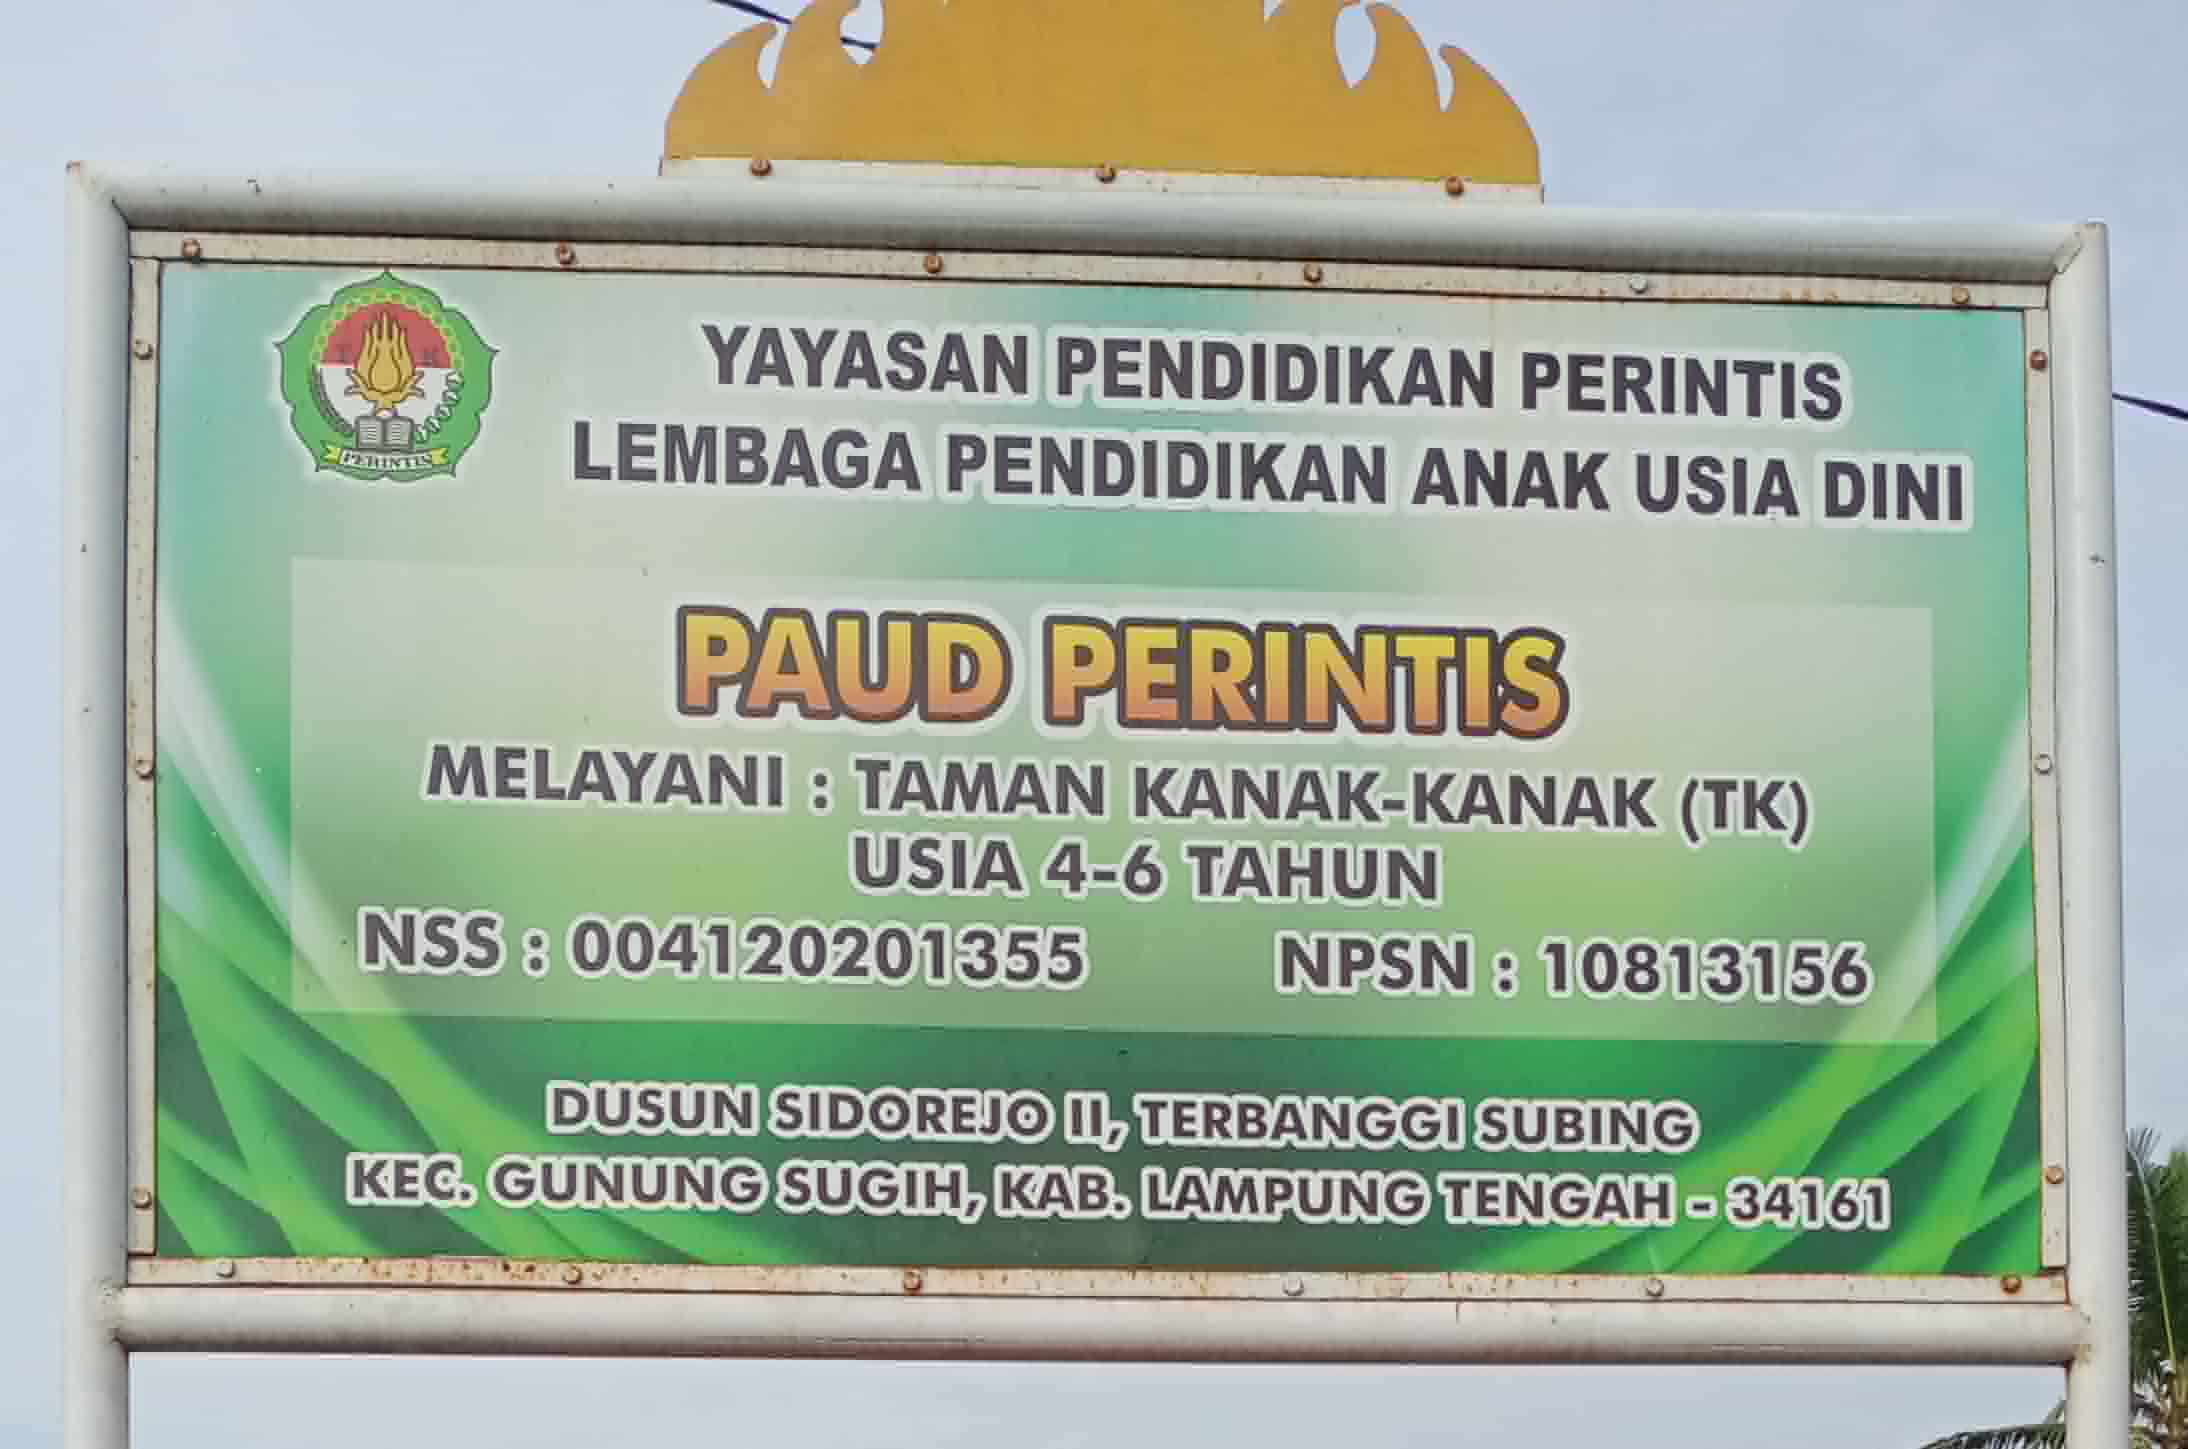 YAYASAN PENDIDIKAN PERINTIS
LEMBAGA PENDIDIKAN ANAK USIA DINI
PERINTIS
PAUD PERINTIS
MELAYANI : TAMAN KANAK-KANAK (TK)
USIA 4-6 TAHUN
NSS : 004120201355 NPSN : 10813156
DUSUN SIDOREJO II, TERBANGGI SUBING
KEC. GUNUNG SUGIH, KAB. LAMPUNG TENGAH - 34161